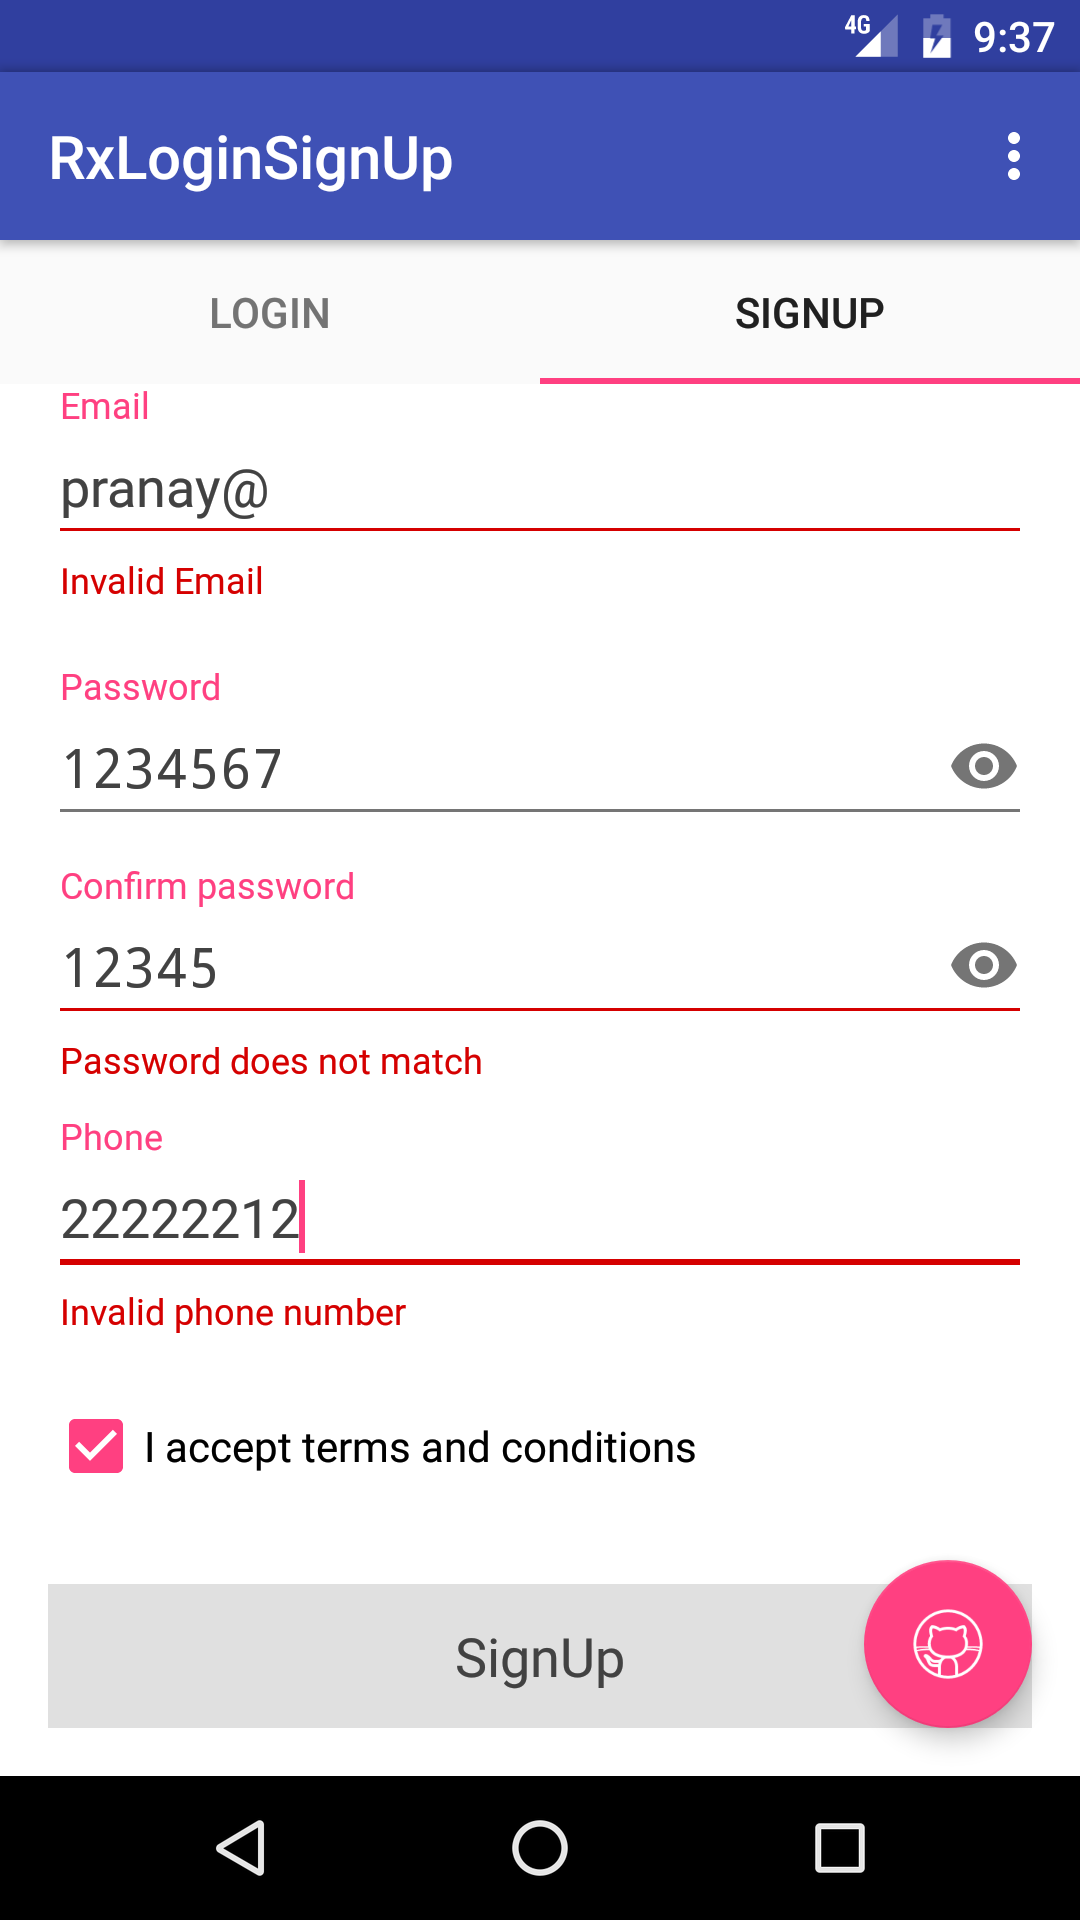 4G 9:37
RxLoginSignUp
LOGIN SIGNUP
Email
pranay@
Invalid Email
Password
1234567
Confirm password
12345
Password does not match
Phone
22222212
Invalid phone number
I accept terms and conditions
SignUp